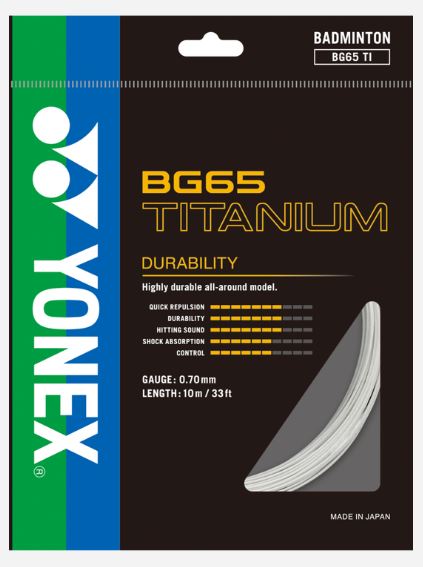 BADMINTON
BG65 TI
YONEX®
BG65
TITANIUM
DURABILITY
Highly durable all-around model.
QUICK REPULSION
DURABILITY
HITTING SOUND
SHOCK ABSORPTION
CONTROL
GAUGE: 0.70mm
LENGTH: 10m / 33ft
MADE IN JAPAN